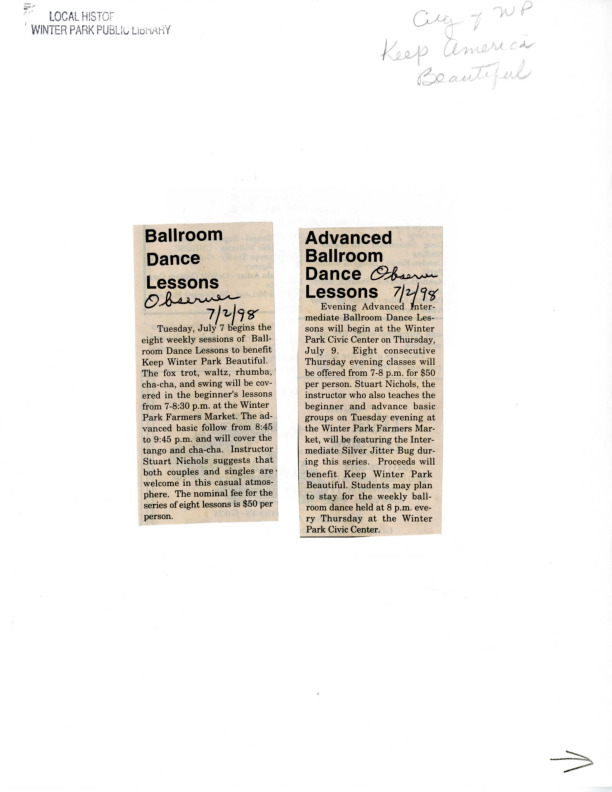 LOCAL HISTOR
WINTER PARK PUBLIC LIBRARY
City of WP
Keep America
Beautiful
Ballroom
Dance
Lessons
Observer
7/2/98
Tuesday, July 7 begins the
eight weekly sessions of Ball-
room Dance Lessons to benefit
Keep Winter Park Beautiful.
The fox trot, waltz, rhumba,
cha-cha, and swing will be cov-
ered in the beginner's lessons
from 7-8:30 p.m. at the Winter
Park Farmers Market. The ad-
vanced basic follow from 8:45
to 9:45 p.m. and will cover the
tango and cha-cha. Instructor
Stuart Nichols suggests that
both couples and singles are
welcome in this casual atmos-
phere. The nominal fee for the
series of eight lessons is $50 per
person.
Advanced
Ballroom
Dance Observer
Lessons 7/2/98
Evening Advanced Inter-
mediate Ballroom Dance Les-
sons will begin at the Winter
Park Civic Center on Thursday,
July 9. Eight consecutive
Thursday evening classes will
be offered from 7-8 p.m. for $50
per person. Stuart Nichols, the
instructor who also teaches the
beginner and advance basic
groups on Tuesday evening at
the Winter Park Farmers Mar-
ket, will be featuring the Inter-
mediate Silver Jitter Bug dur-
ing this series. Proceeds will
benefit Keep Winter Park
Beautiful. Students may plan
to stay for the weekly ball-
room dance held at 8 p.m. eve-
ry Thursday at the Winter
Park Civic Center.